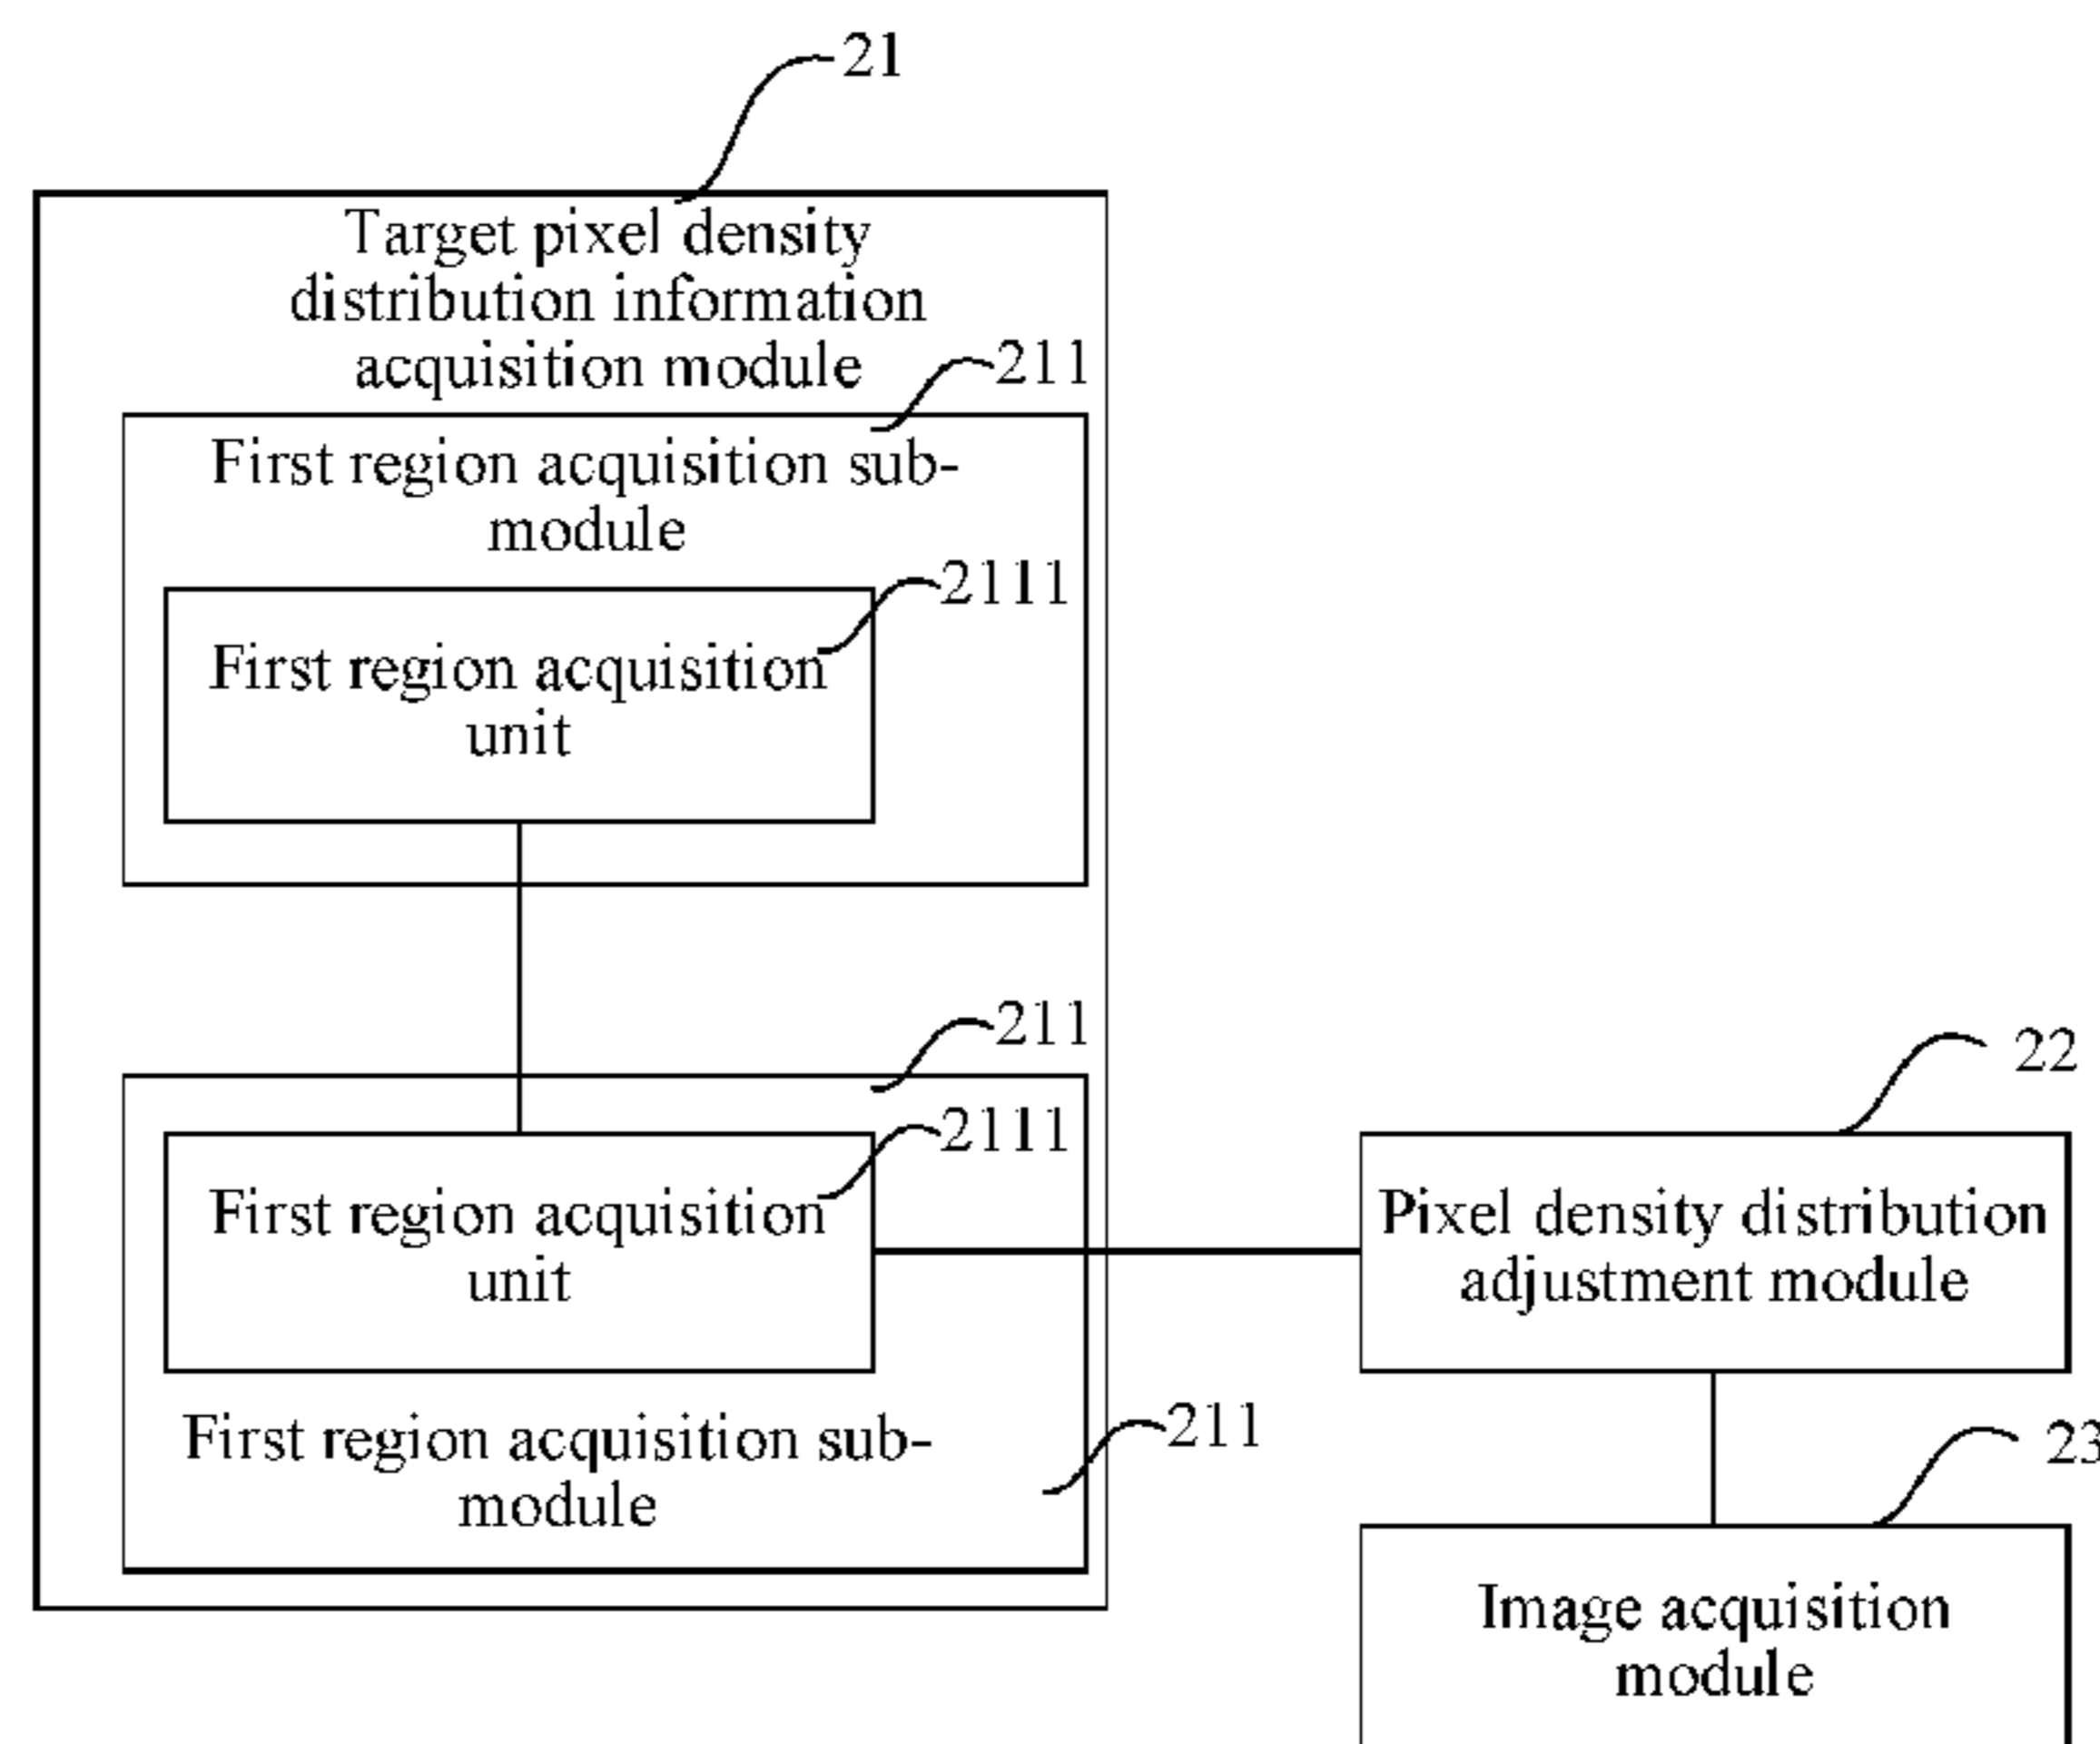 21
Target pixel density
distribution information
acquisition module
211
First region acquisition sub-
module
2111
First region acquisition
unit
211
2111
First region acquisition
unit
First region acquisition sub-
module
211
22
Pixel density distribution
adjustment module
23
Image acquisition
module